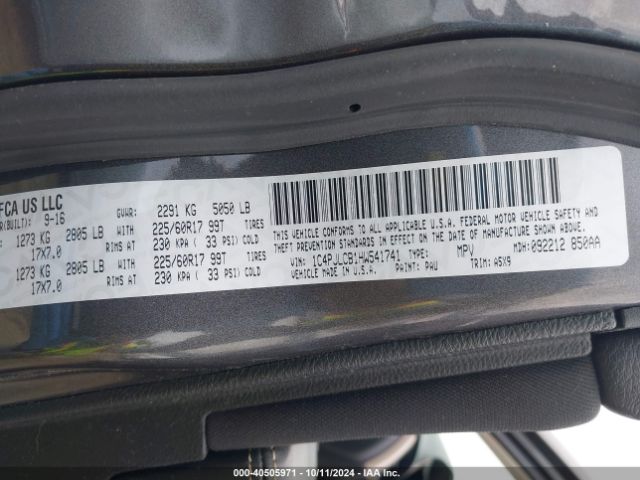 FCA US LLC
R(BUILT): 9-16
GVWR: 2291 KG 5050 LB
1273 KG 2805 LB WITH 225/60R17 99T TIRES
17X7.0 RIMS AT 230 KPA ( 33 PSI) COLD
1273 KG 2805 LB WITH 225/60R17 99T TIRES
17X7.0 RIMS AT 230 KPA ( 33 PSI) COLD
THIS VEHICLE CONFORMS TO ALL APPLICABLE U.S.A. FEDERAL MOTOR VEHICLE SAFETY,
BUMPER, AND THEFT PREVENTION STANDARDS IN EFFECT ON THE DATE OF MANUFACTURE SHOWN ABOVE.
VIN: 1C4PJLCB1HW541741 TYPE: MPV MDH: 092212 850AA
VEHICLE MADE IN U.S.A. PAINT: PAU TRIM: ASX9
000-40505971 - 10/11/2024 - IAA Inc.